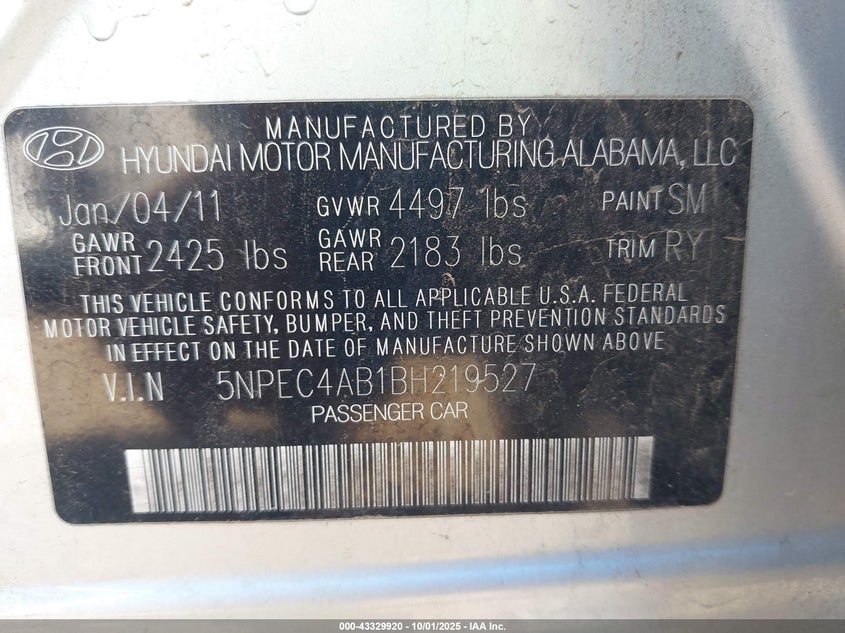 MANUFACTURED BY
HYUNDAI MOTOR MANUFACTURING ALABAMA, LLC
Jan/04/11 GVWR 4497 lbs PAINT SM
GAWR FRONT 2425 lbs GAWR REAR 2183 lbs TRIM RY
THIS VEHICLE CONFORMS TO ALL APPLICABLE U.S.A. FEDERAL
MOTOR VEHICLE SAFETY, BUMPER, AND THEFT PREVENTION STANDARDS
IN EFFECT ON THE DATE OF MANUFACTURE SHOWN ABOVE.
V.I.N 5NPEC4AB1BH219527
PASSENGER CAR
000-43329920 - 10/01/2025 - IAA Inc.